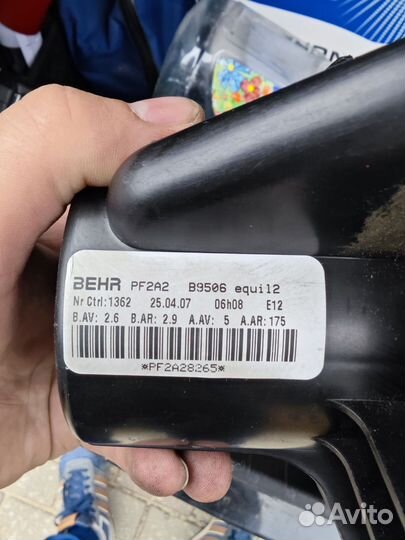 BEHR PF2A2 B9506 equil2
Nr Ctrl:1362 25.04.07 06h08 E12
B.AV: 2.6 B.AR: 2.9 A.AV: 5 A.AR: 175
*PF2A28265*
Avito